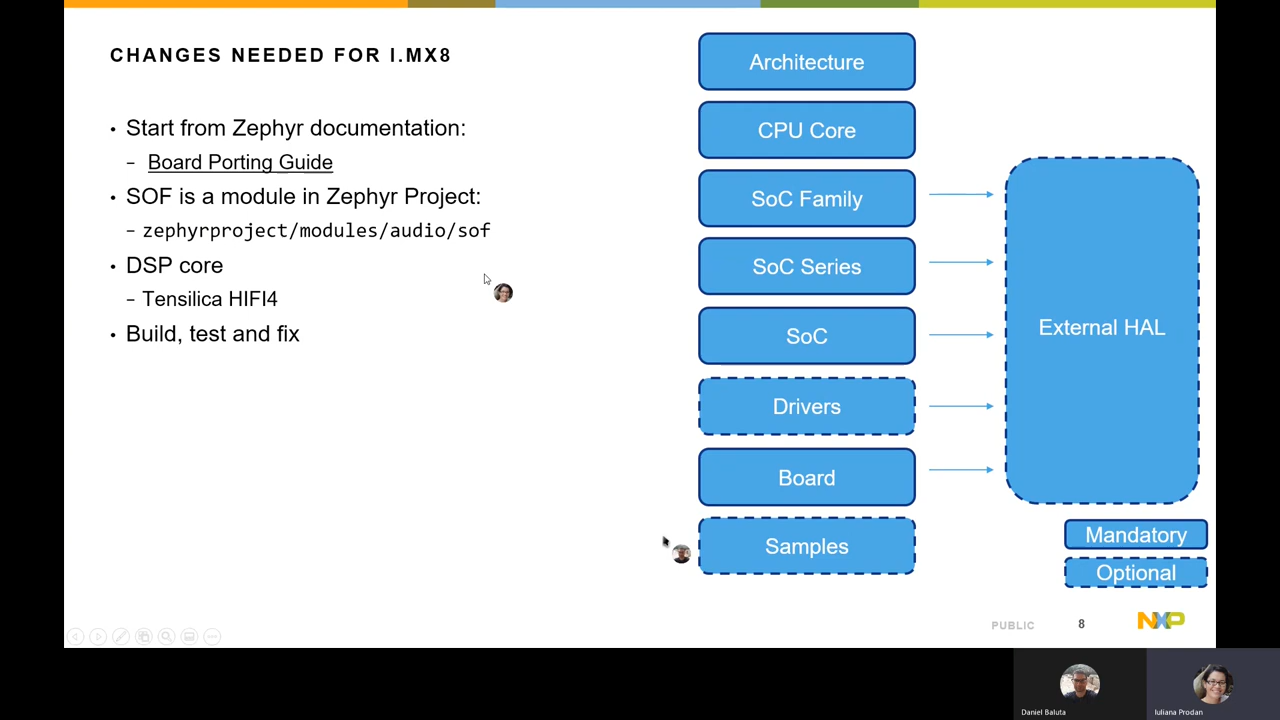 CHANGES NEEDED FOR I.MX8
• Start from Zephyr documentation:
– Board Porting Guide
• SOF is a module in Zephyr Project:
– zephyrproject/modules/audio/sof
• DSP core
– Tensilica HIFI4
• Build, test and fix
Architecture
CPU Core
SoC Family
SoC Series
SoC
Drivers
Board
Samples
External HAL
Mandatory
Optional
PUBLIC
8
NXP
Daniel Baluta
Iuliana Prodan